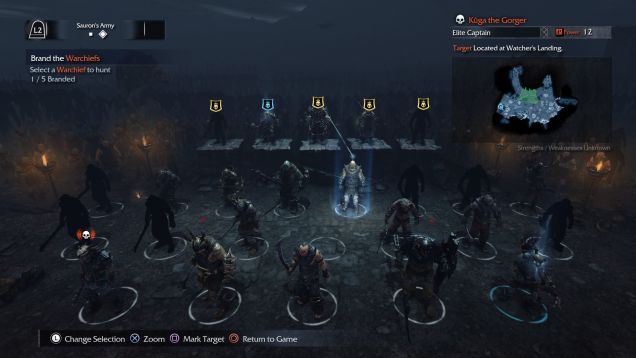 L2
Sauron's Army
Brand the Warchiefs
Select a Warchief to hunt
1 / 5 Branded
Kûga the Gorger
Elite Captain
Power 12
Target Located at Watcher's Landing.
Strengths / Weaknesses Unknown
L Change Selection
Zoom
Mark Target
Return to Game